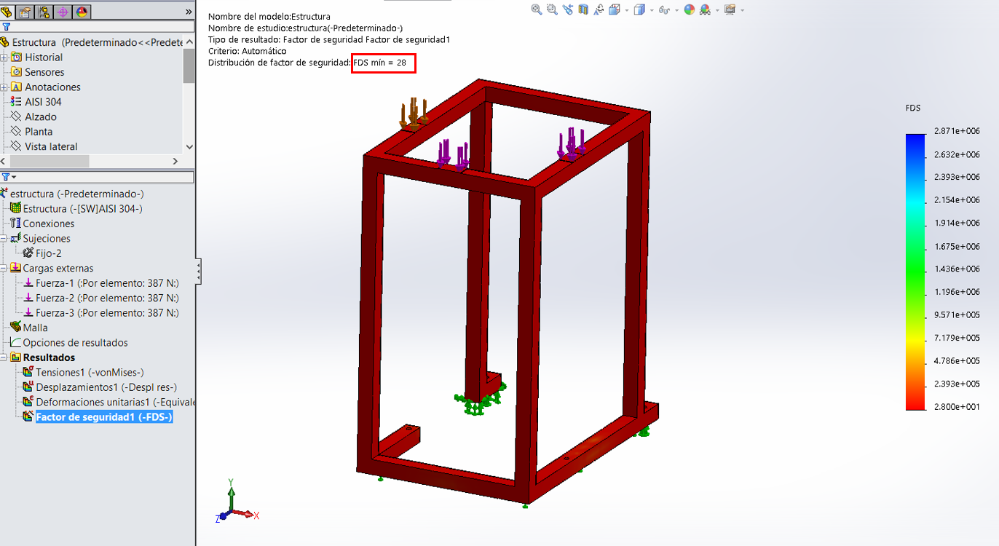 Estructura (Predeterminado<<Predete
Historial
Sensores
Anotaciones
AISI 304
Alzado
Planta
Vista lateral
estructura (-Predeterminado-)
Estructura (-[SW]AISI 304-)
Conexiones
Sujeciones
Fijo-2
Cargas externas
Fuerza-1 (:Por elemento: 387 N:)
Fuerza-2 (:Por elemento: 387 N:)
Fuerza-3 (:Por elemento: 387 N:)
Malla
Opciones de resultados
Resultados
Tensiones1 (-vonMises-)
Desplazamientos1 (-Despl res-)
Deformaciones unitarias1 (-Equivale
Factor de seguridad1 (-FDS-)
Nombre del modelo:Estructura
Nombre de estudio:estructura(-Predeterminado-)
Tipo de resultado: Factor de seguridad Factor de seguridad1
Criterio: Automático
Distribución de factor de seguridad: FDS mín = 28
FDS
2.871e+006
2.632e+006
2.393e+006
2.154e+006
1.914e+006
1.675e+006
1.436e+006
1.196e+006
9.571e+005
7.179e+005
4.786e+005
2.393e+005
2.800e+001
Y
X
Z